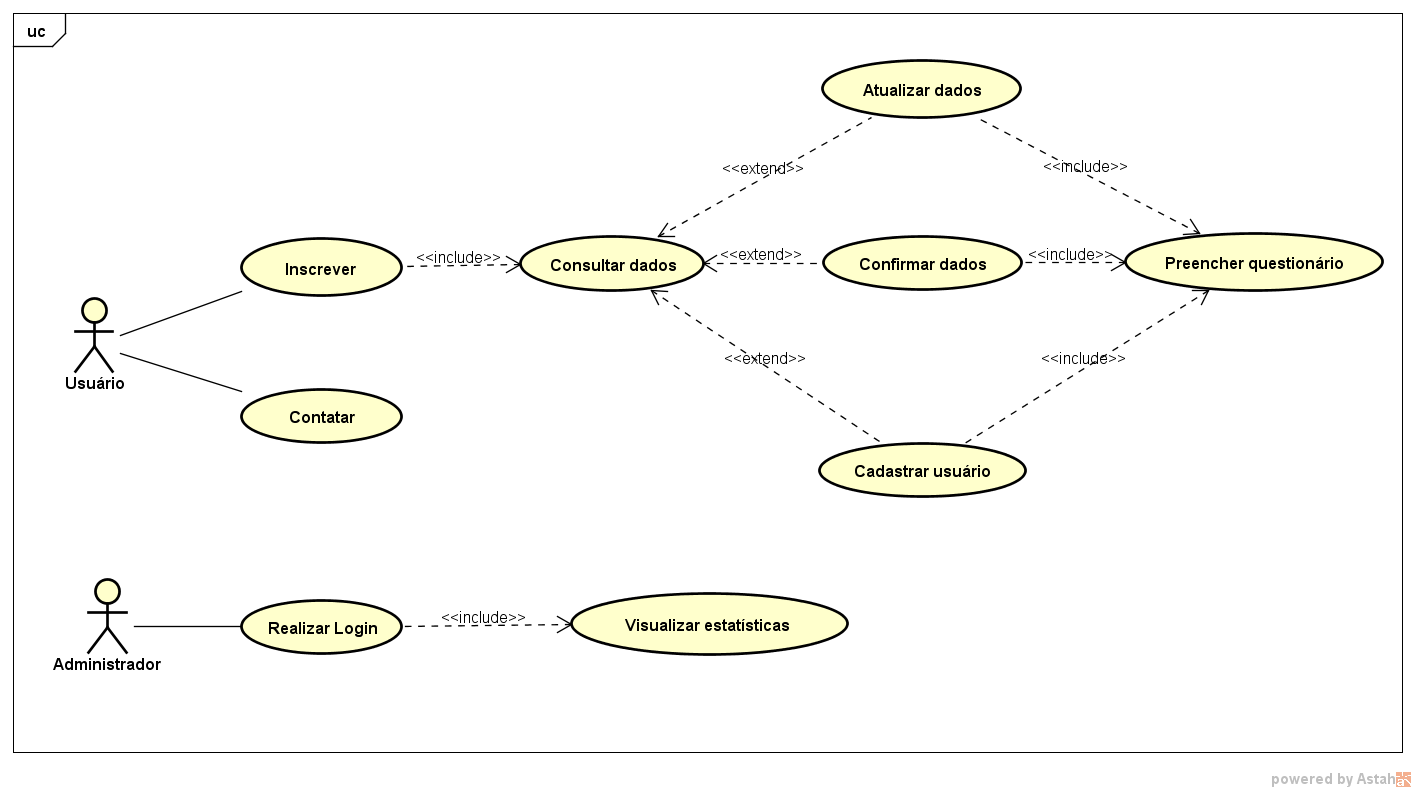 uc
Atualizar dados
<<extend>>
<<include>>
Inscrever
<<include>>
Consultar dados
<<extend>>
Confirmar dados
<<include>>
Preencher questionário
Usuário
<<extend>>
<<include>>
Contatar
Cadastrar usuário
Realizar Login
<<include>>
Visualizar estatísticas
Administrador
powered by Astah